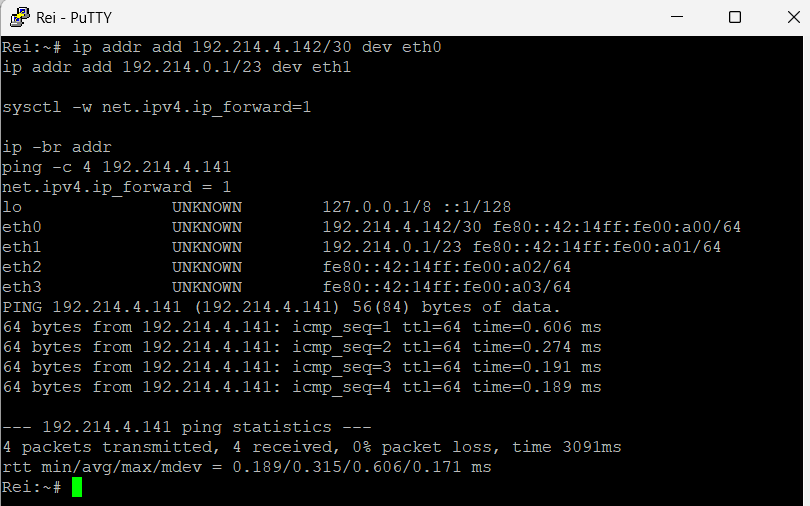 Rei - PuTTY
Rei:~# ip addr add 192.214.4.142/30 dev eth0
ip addr add 192.214.0.1/23 dev eth1
sysctl -w net.ipv4.ip_forward=1
ip -br addr
ping -c 4 192.214.4.141
net.ipv4.ip_forward = 1
lo               UNKNOWN        127.0.0.1/8 ::1/128
eth0             UNKNOWN        192.214.4.142/30 fe80::42:14ff:fe00:a00/64
eth1             UNKNOWN        192.214.0.1/23 fe80::42:14ff:fe00:a01/64
eth2             UNKNOWN        fe80::42:14ff:fe00:a02/64
eth3             UNKNOWN        fe80::42:14ff:fe00:a03/64
PING 192.214.4.141 (192.214.4.141) 56(84) bytes of data.
64 bytes from 192.214.4.141: icmp_seq=1 ttl=64 time=0.606 ms
64 bytes from 192.214.4.141: icmp_seq=2 ttl=64 time=0.274 ms
64 bytes from 192.214.4.141: icmp_seq=3 ttl=64 time=0.191 ms
64 bytes from 192.214.4.141: icmp_seq=4 ttl=64 time=0.189 ms
--- 192.214.4.141 ping statistics ---
4 packets transmitted, 4 received, 0% packet loss, time 3091ms
rtt min/avg/max/mdev = 0.189/0.315/0.606/0.171 ms
Rei:~#